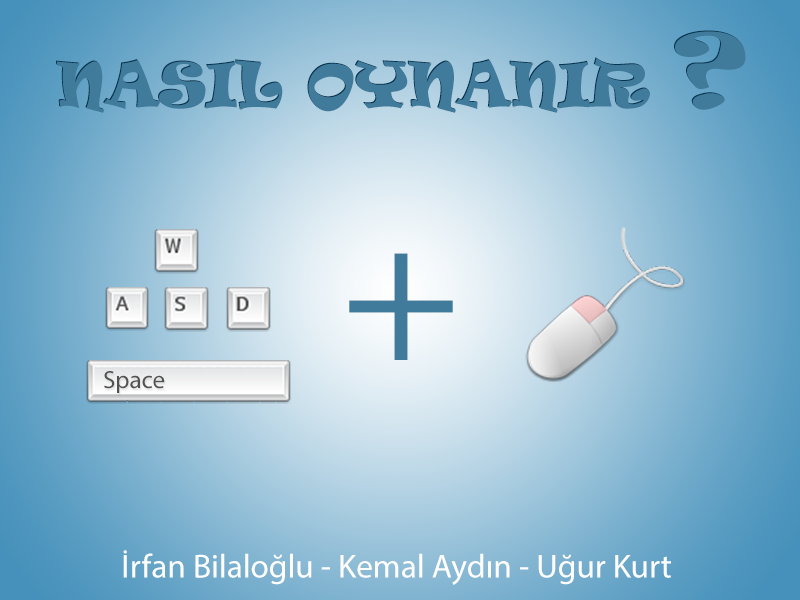 NASIL OYNANIR ?
W
A S D
Space
İrfan Bilaloğlu - Kemal Aydın - Uğur Kurt